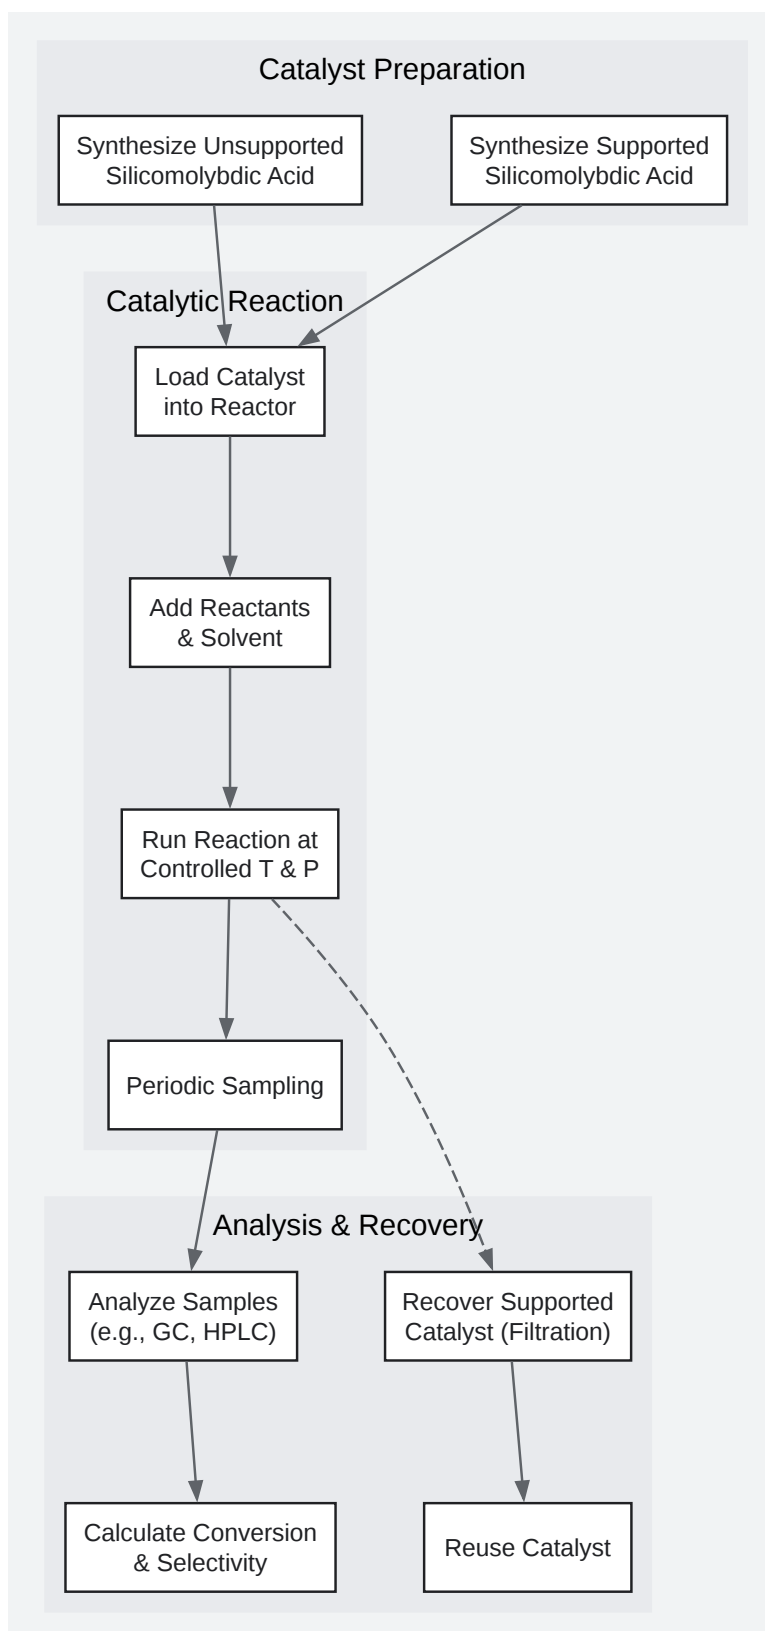 Catalyst Preparation
Synthesize Unsupported
Silicomolybdic Acid
Synthesize Supported
Silicomolybdic Acid
Catalytic Reaction
Load Catalyst
into Reactor
Add Reactants
& Solvent
Run Reaction at
Controlled T & P
Periodic Sampling
Analysis & Recovery
Analyze Samples
(e.g., GC, HPLC)
Recover Supported
Catalyst (Filtration)
Calculate Conversion
& Selectivity
Reuse Catalyst